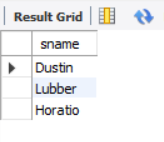 Result Grid
sname
Dustin
Lubber
Horatio